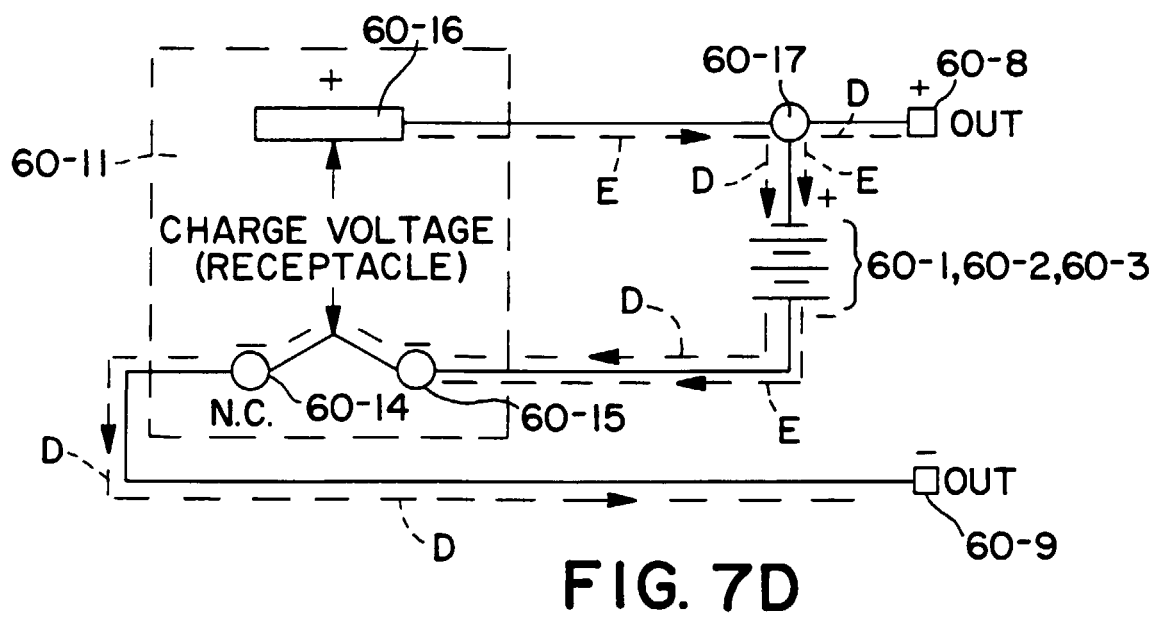 60-16
+
60-17
60-8
+
D
OUT
60-11
E
D
E
+
CHARGE VOLTAGE
(RECEPTACLE)
60-1,60-2,60-3
D
−
−
−
60-14
60-15
N.C.
E
D
−
OUT
D
60-9
FIG. 7D